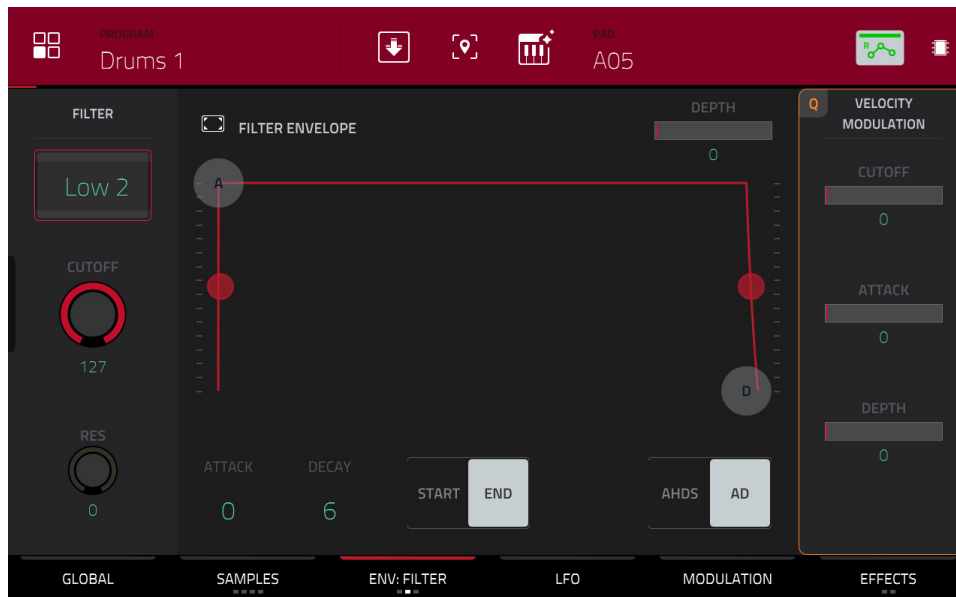 PROGRAM
Drums 1
PAD
A05
R
FILTER
Low 2
CUTOFF
127
RES
0
FILTER ENVELOPE
DEPTH
0
A
D
ATTACK
0
DECAY
6
START END
AHDS AD
Q
VELOCITY
MODULATION
CUTOFF
0
ATTACK
0
DEPTH
0
GLOBAL SAMPLES ENV: FILTER LFO MODULATION EFFECTS